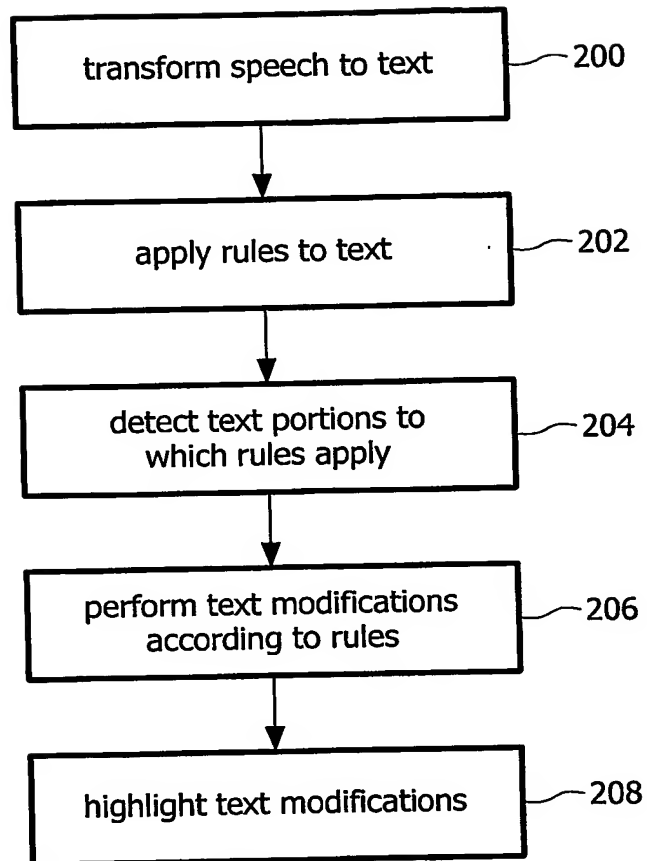 transform speech to text
200
apply rules to text
202
detect text portions to
which rules apply
204
perform text modifications
according to rules
206
highlight text modifications
208